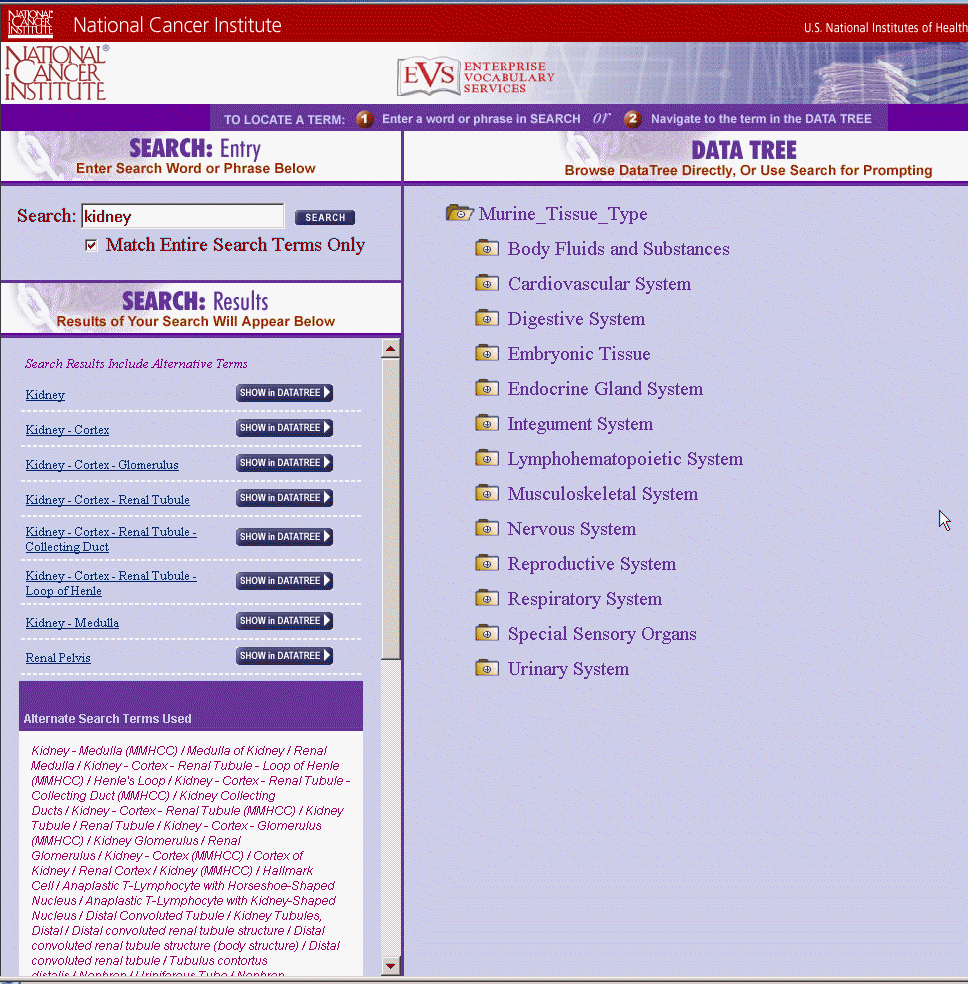 NATIONAL
CANCER
INSTITUTE
National Cancer Institute
U.S. National Institutes of Health
NATIONAL®
CANCER
INSTITUTE
EVS
ENTERPRISE
VOCABULARY
SERVICES
TO LOCATE A TERM: 1 Enter a word or phrase in SEARCH or 2 Navigate to the term in the DATA TREE
SEARCH: Entry
Enter Search Word or Phrase Below
Search: kidney SEARCH
Match Entire Search Terms Only
SEARCH: Results
Results of Your Search Will Appear Below
Search Results Include Alternative Terms
Kidney SHOW in DATATREE
Kidney - Cortex SHOW in DATATREE
Kidney - Cortex - Glomerulus SHOW in DATATREE
Kidney - Cortex - Renal Tubule SHOW in DATATREE
Kidney - Cortex - Renal Tubule -
Collecting Duct SHOW in DATATREE
Kidney - Cortex - Renal Tubule -
Loop of Henle SHOW in DATATREE
Kidney - Medulla SHOW in DATATREE
Renal Pelvis SHOW in DATATREE
Alternate Search Terms Used
Kidney - Medulla (MMHCC) / Medulla of Kidney / Renal
Medulla / Kidney - Cortex - Renal Tubule - Loop of Henle
(MMHCC) / Henle's Loop / Kidney - Cortex - Renal Tubule -
Collecting Duct (MMHCC) / Kidney Collecting
Ducts / Kidney - Cortex - Renal Tubule (MMHCC) / Kidney
Tubule / Renal Tubule / Kidney - Cortex - Glomerulus
(MMHCC) / Kidney Glomerulus / Renal
Glomerulus / Kidney - Cortex (MMHCC) / Cortex of
Kidney / Renal Cortex / Kidney (MMHCC) / Hallmark
Cell / Anaplastic T-Lymphocyte with Horseshoe-Shaped
Nucleus / Anaplastic T-Lymphocyte with Kidney-Shaped
Nucleus / Distal Convoluted Tubule / Kidney Tubules,
Distal / Distal convoluted renal tubule structure / Distal
convoluted renal tubule structure (body structure) / Distal
convoluted renal tubule / Tubulus contortus
distalis / Nephron / Uriniferous Tube / Nephron
DATA TREE
Browse DataTree Directly, Or Use Search for Prompting
Murine_Tissue_Type
Body Fluids and Substances
Cardiovascular System
Digestive System
Embryonic Tissue
Endocrine Gland System
Integument System
Lymphohematopoietic System
Musculoskeletal System
Nervous System
Reproductive System
Respiratory System
Special Sensory Organs
Urinary System